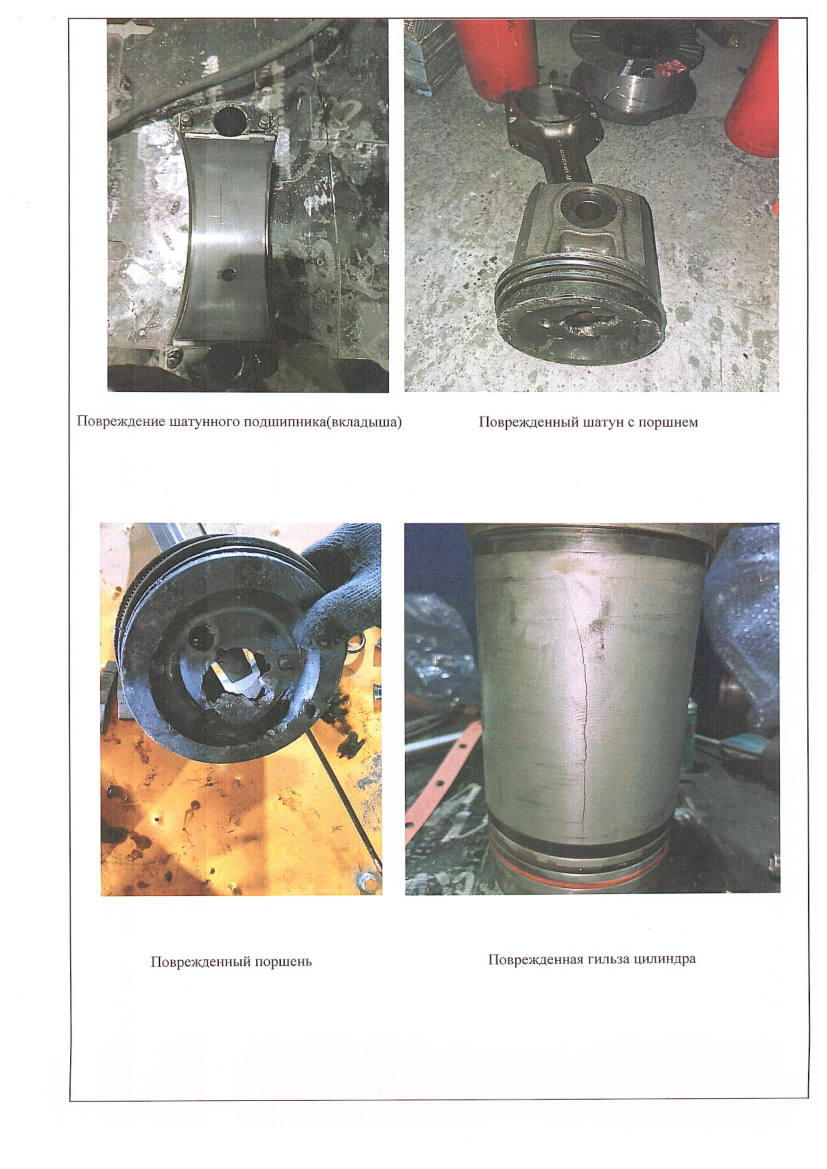 Повреждение шатунного подшипника(вкладыша)
Поврежденный шатун с поршнем
Поврежденный поршень
Поврежденная гильза цилиндра